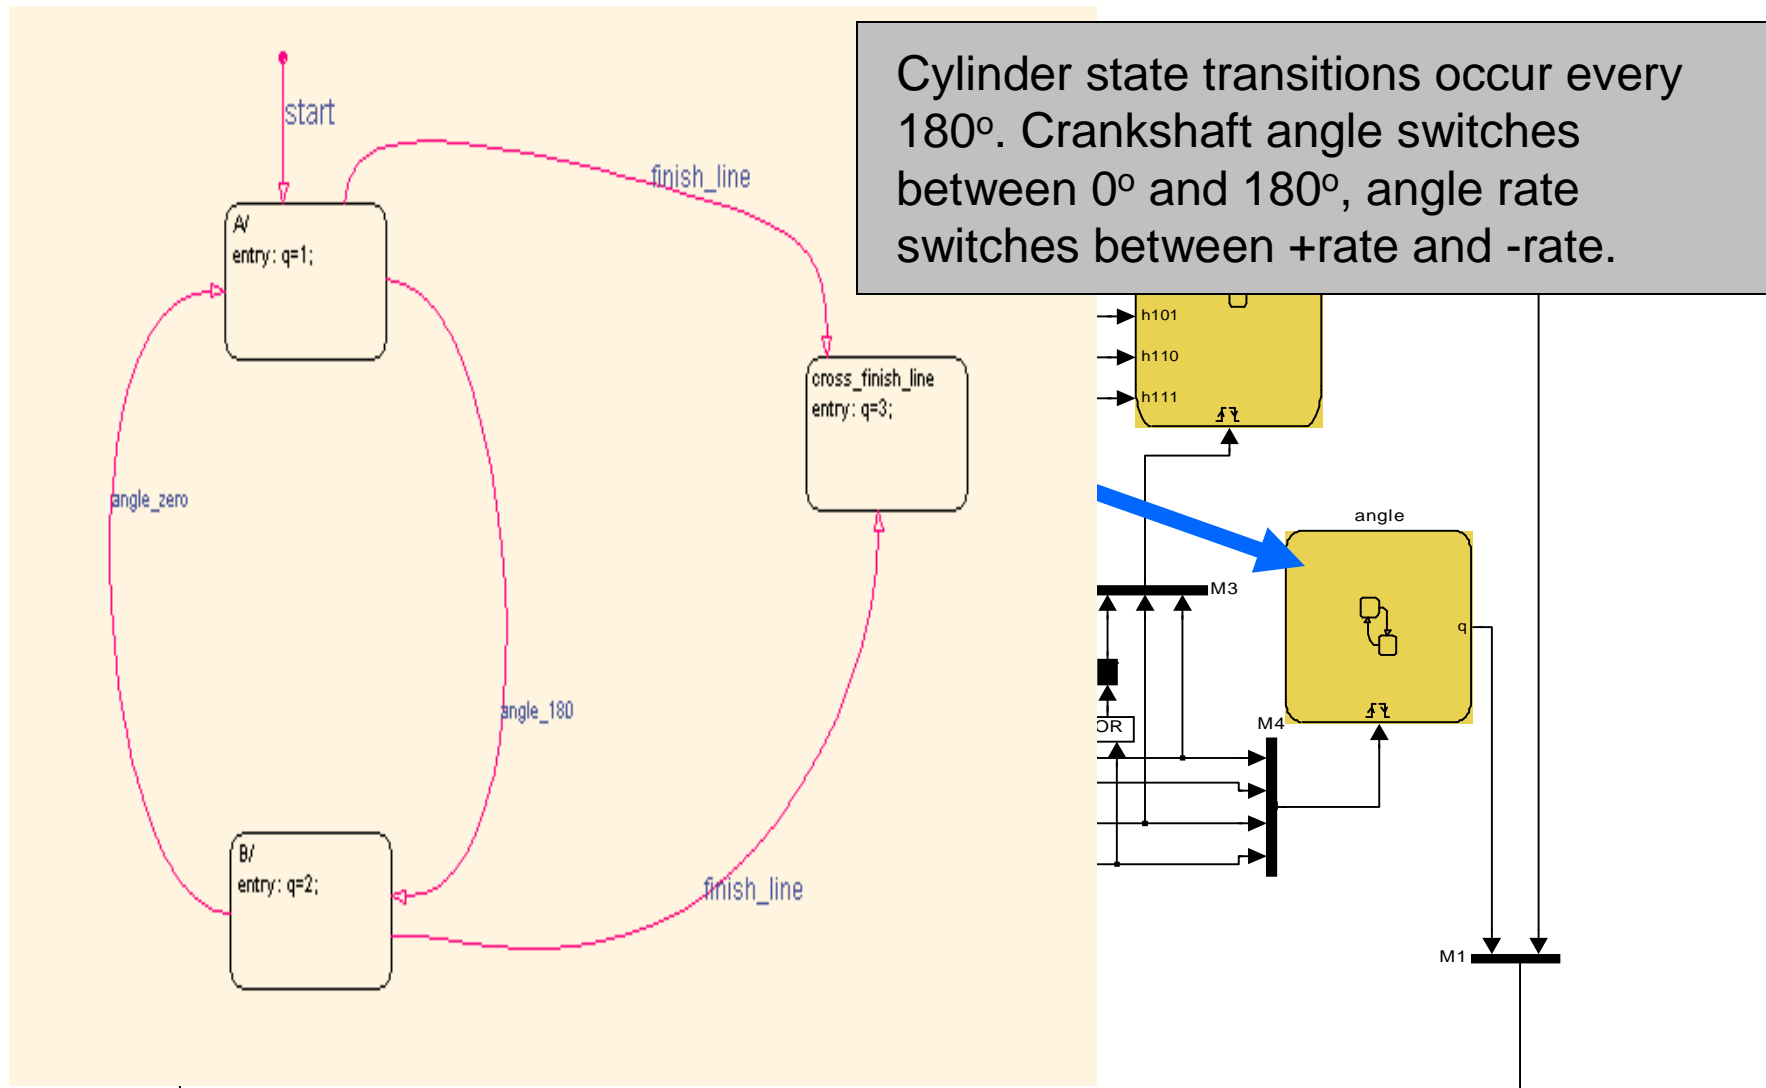 Cylinder state transitions occur every
180º. Crankshaft angle switches
between 0º and 180º, angle rate
switches between +rate and -rate.
start
finish_line
A/
entry: q=1;
cross_finish_line
entry: q=3;
angle_zero
angle_180
B/
entry: q=2;
finish_line
h101
h110
h111
angle
M3
q
OR
M4
M1